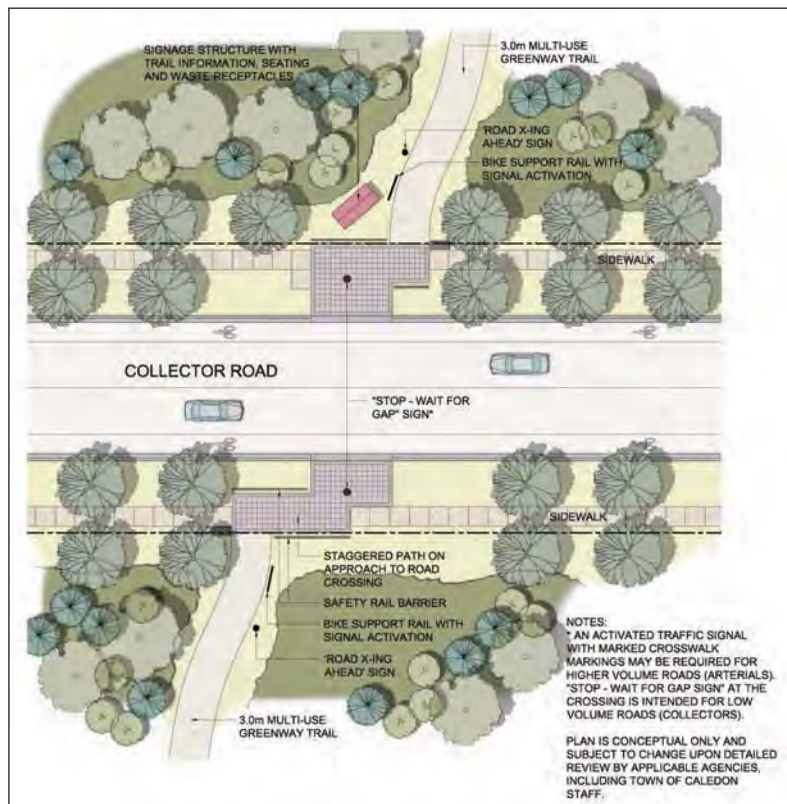 SIGNAGE STRUCTURE WITH
TRAIL INFORMATION, SEATING
AND WASTE RECEPTACLES
3.0m MULTI-USE
GREENWAY TRAIL
'ROAD X-ING
AHEAD' SIGN
BIKE SUPPORT RAIL WITH
SIGNAL ACTIVATION
SIDEWALK
COLLECTOR ROAD
"STOP - WAIT FOR
GAP" SIGN*
SIDEWALK
STAGGERED PATH ON
APPROACH TO ROAD
CROSSING
SAFETY RAIL BARRIER
BIKE SUPPORT RAIL WITH
SIGNAL ACTIVATION
'ROAD X-ING
AHEAD' SIGN
3.0m MULTI-USE
GREENWAY TRAIL
NOTES:
* AN ACTIVATED TRAFFIC SIGNAL
WITH MARKED CROSSWALK
MARKINGS MAY BE REQUIRED FOR
HIGHER VOLUME ROADS (ARTERIALS).
"STOP - WAIT FOR GAP SIGN" AT THE
CROSSING IS INTENDED FOR LOW
VOLUME ROADS (COLLECTORS).
PLAN IS CONCEPTUAL ONLY AND
SUBJECT TO CHANGE UPON DETAILED
REVIEW BY APPLICABLE AGENCIES,
INCLUDING TOWN OF CALEDON
STAFF.